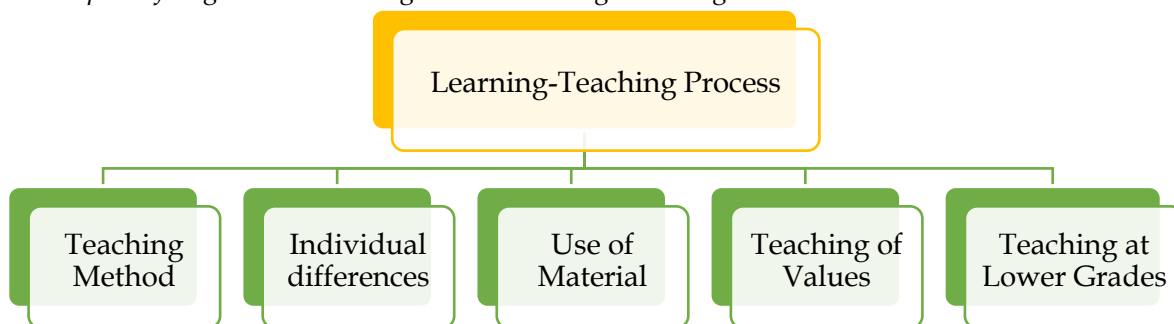 Learning-Teaching Process
Teaching
Method
Individual
differences
Use of
Material
Teaching of
Values
Teaching at
Lower Grades